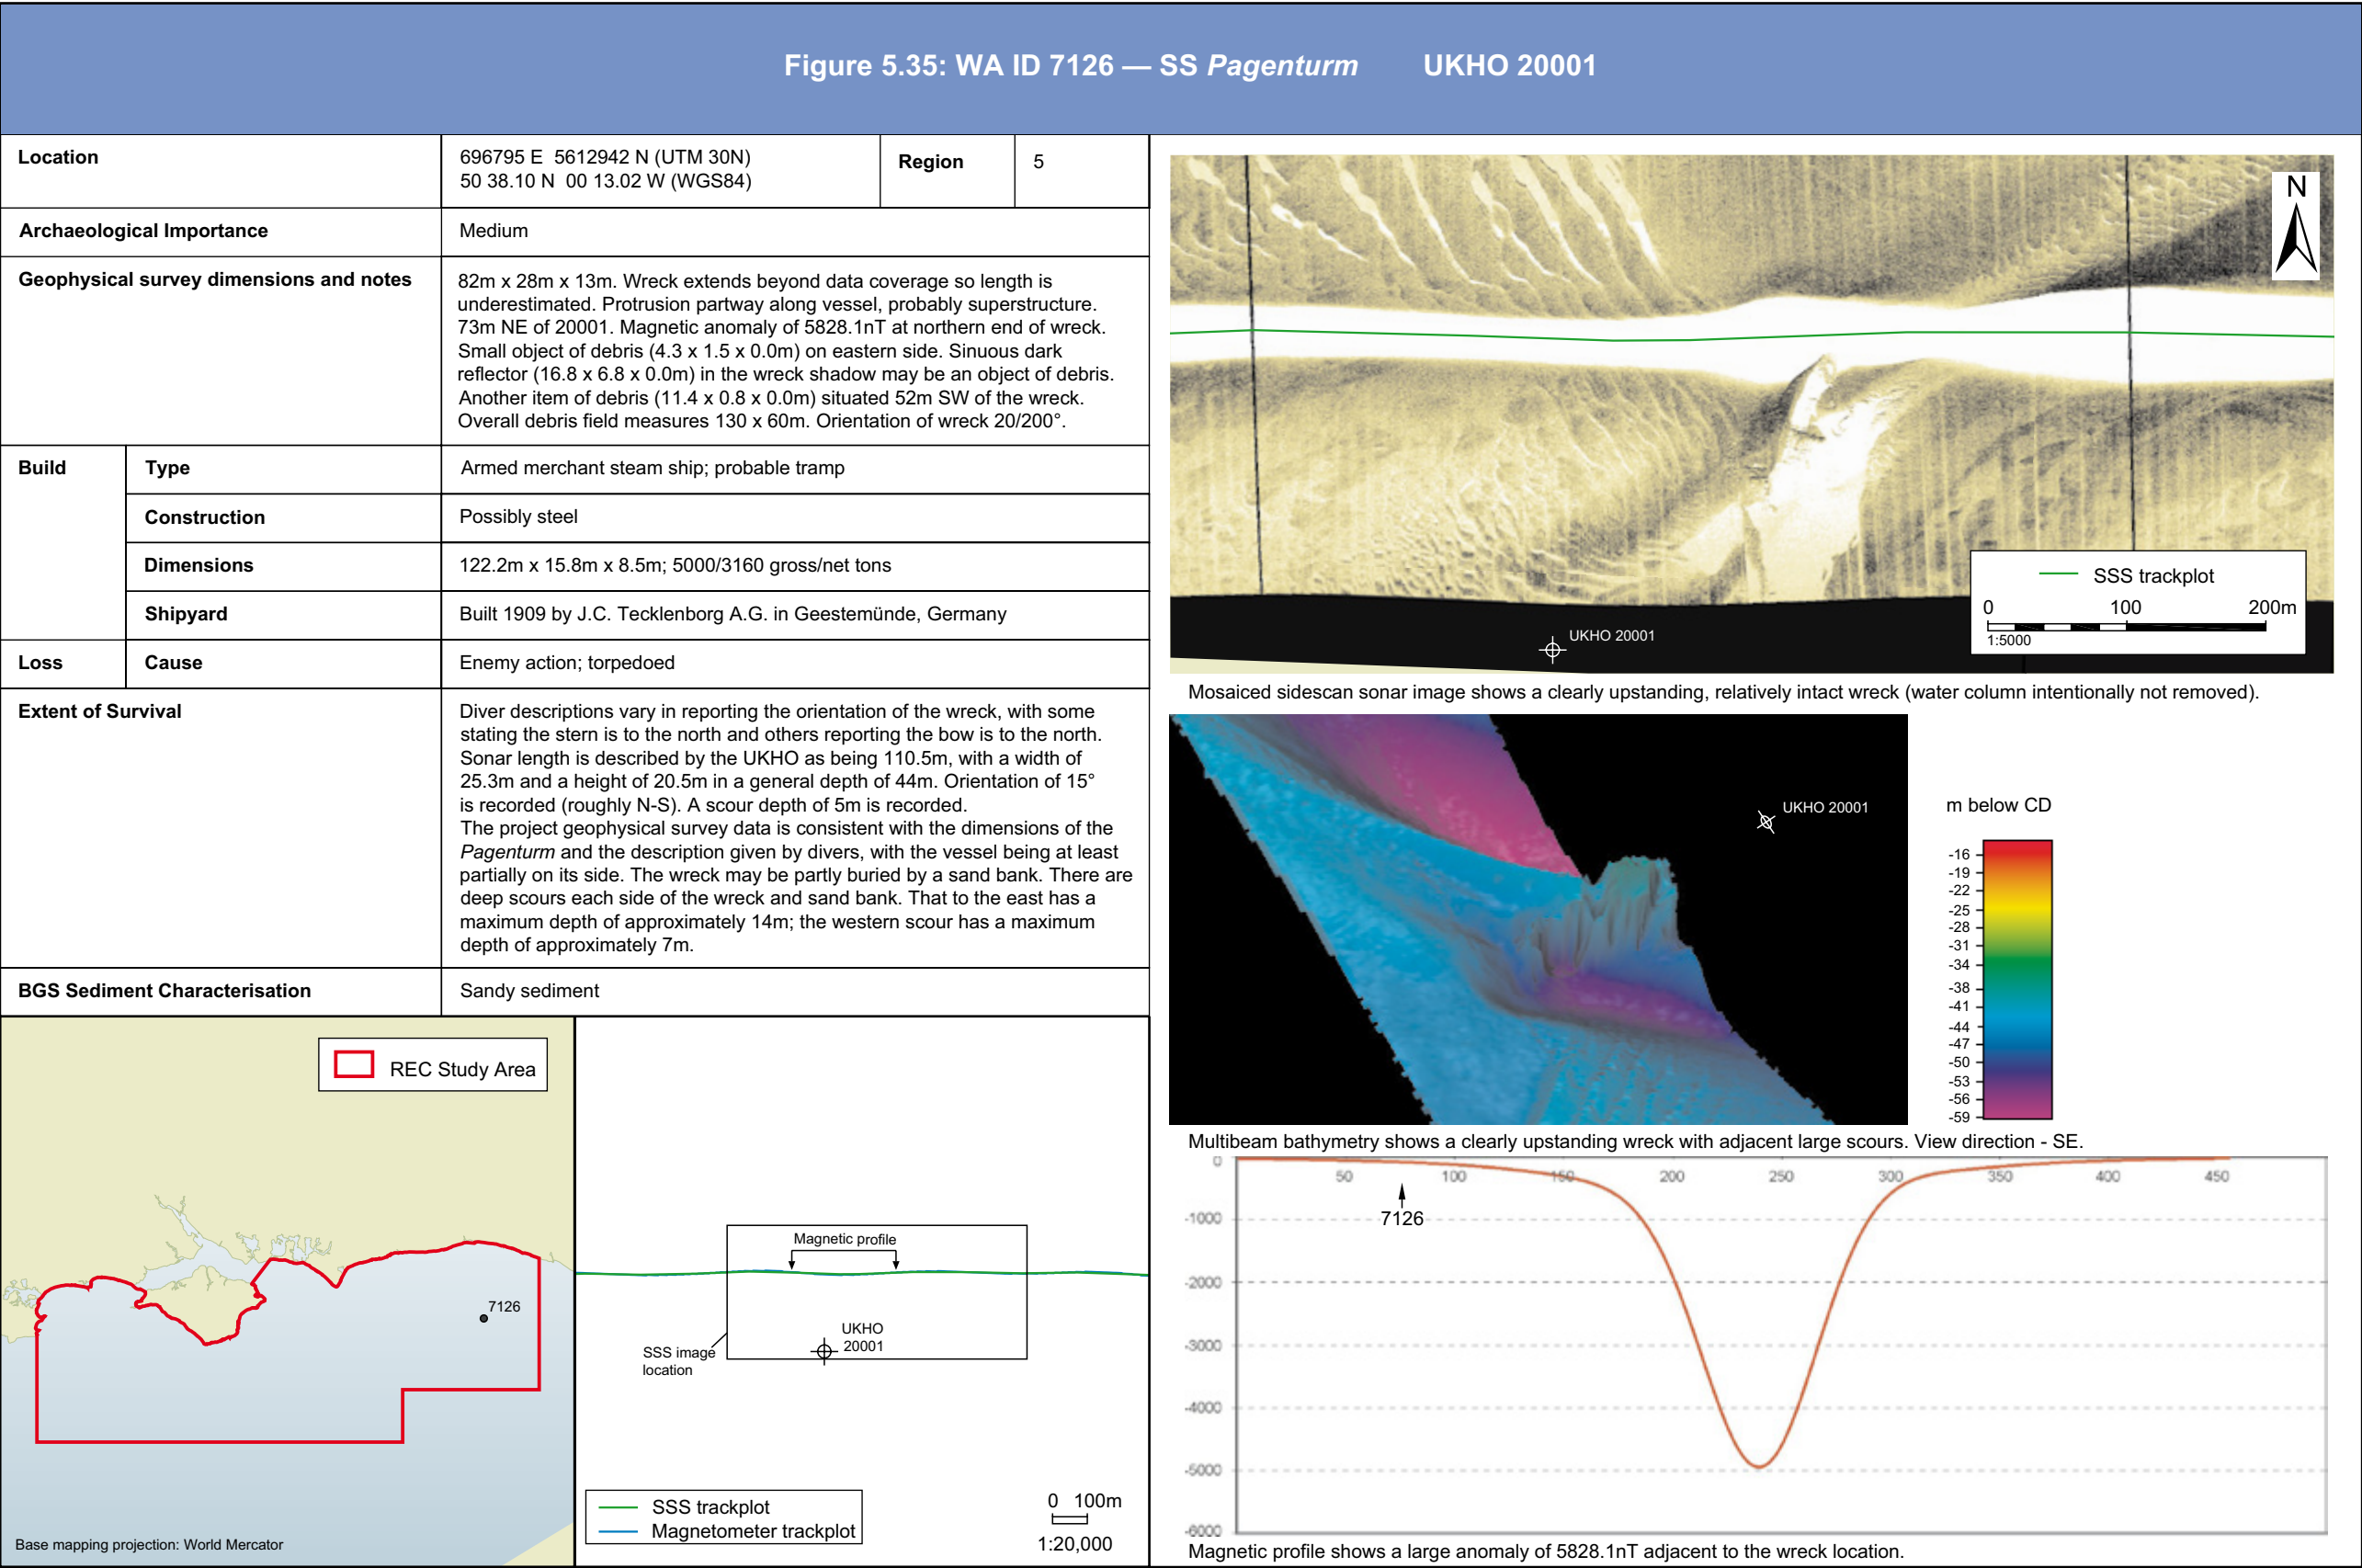 Figure 5.35: WA ID 7126 — SS Pagenturm UKHO 20001
Location
696795 E 5612942 N (UTM 30N)
50 38.10 N 00 13.02 W (WGS84)
Region
5
Archaeological Importance
Medium
Geophysical survey dimensions and notes
82m x 28m x 13m. Wreck extends beyond data coverage so length is
underestimated. Protrusion partway along vessel, probably superstructure.
73m NE of 20001. Magnetic anomaly of 5828.1nT at northern end of wreck.
Small object of debris (4.3 x 1.5 x 0.0m) on eastern side. Sinuous dark
reflector (16.8 x 6.8 x 0.0m) in the wreck shadow may be an object of debris.
Another item of debris (11.4 x 0.8 x 0.0m) situated 52m SW of the wreck.
Overall debris field measures 130 x 60m. Orientation of wreck 20/200°.
Build
Type
Armed merchant steam ship; probable tramp
Construction
Possibly steel
Dimensions
122.2m x 15.8m x 8.5m; 5000/3160 gross/net tons
Shipyard
Built 1909 by J.C. Tecklenborg A.G. in Geestemünde, Germany
Loss
Cause
Enemy action; torpedoed
Extent of Survival
Diver descriptions vary in reporting the orientation of the wreck, with some
stating the stern is to the north and others reporting the bow is to the north.
Sonar length is described by the UKHO as being 110.5m, with a width of
25.3m and a height of 20.5m in a general depth of 44m. Orientation of 15°
is recorded (roughly N-S). A scour depth of 5m is recorded.
The project geophysical survey data is consistent with the dimensions of the
Pagenturm and the description given by divers, with the vessel being at least
partially on its side. The wreck may be partly buried by a sand bank. There are
deep scours each side of the wreck and sand bank. That to the east has a
maximum depth of approximately 14m; the western scour has a maximum
depth of approximately 7m.
BGS Sediment Characterisation
Sandy sediment
REC Study Area
7126
Base mapping projection: World Mercator
Magnetic profile
UKHO
20001
SSS image
location
SSS trackplot
Magnetometer trackplot
0 100m
1:20,000
N
SSS trackplot
0 100 200m
1:5000
UKHO 20001
Mosaiced sidescan sonar image shows a clearly upstanding, relatively intact wreck (water column intentionally not removed).
UKHO 20001
m below CD
-16
-19
-22
-25
-28
-31
-34
-38
-41
-44
-47
-50
-53
-56
-59
Multibeam bathymetry shows a clearly upstanding wreck with adjacent large scours. View direction - SE.
0
50 100 150 200 250 300 350 400 450
7126
-1000
-2000
-3000
-4000
-5000
-6000
Magnetic profile shows a large anomaly of 5828.1nT adjacent to the wreck location.